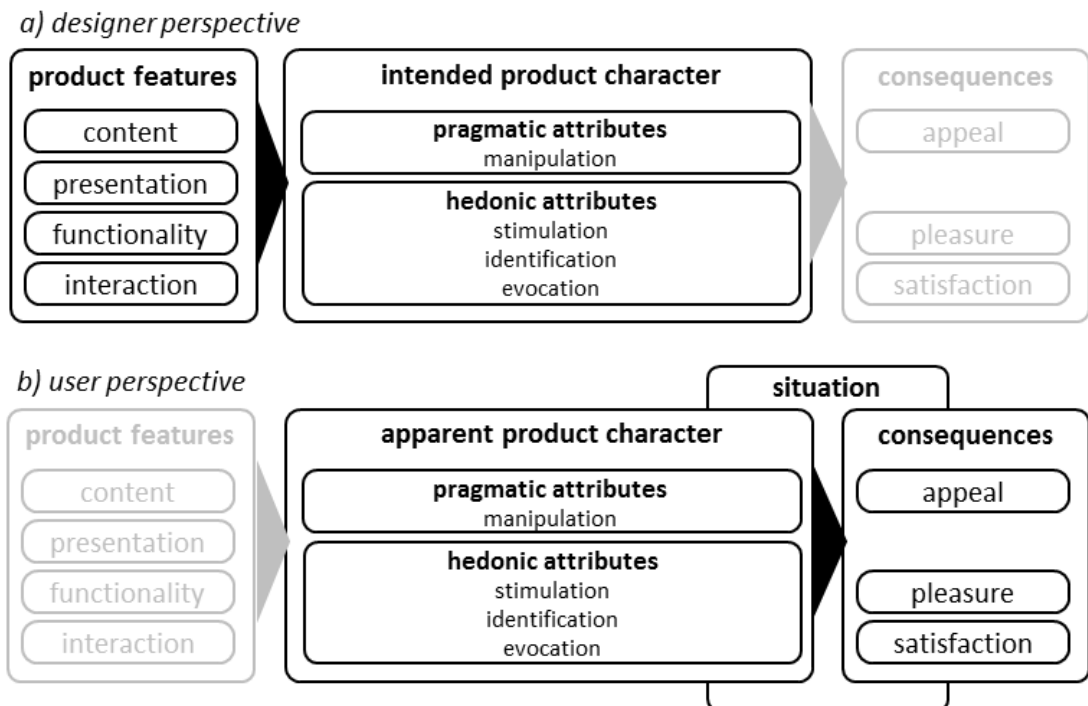 a) designer perspective
product features
content
presentation
functionality
interaction
intended product character
pragmatic attributes
manipulation
hedonic attributes
stimulation
identification
evocation
consequences
appeal
pleasure
satisfaction
b) user perspective
product features
content
presentation
functionality
interaction
apparent product character
pragmatic attributes
manipulation
hedonic attributes
stimulation
identification
evocation
situation
consequences
appeal
pleasure
satisfaction